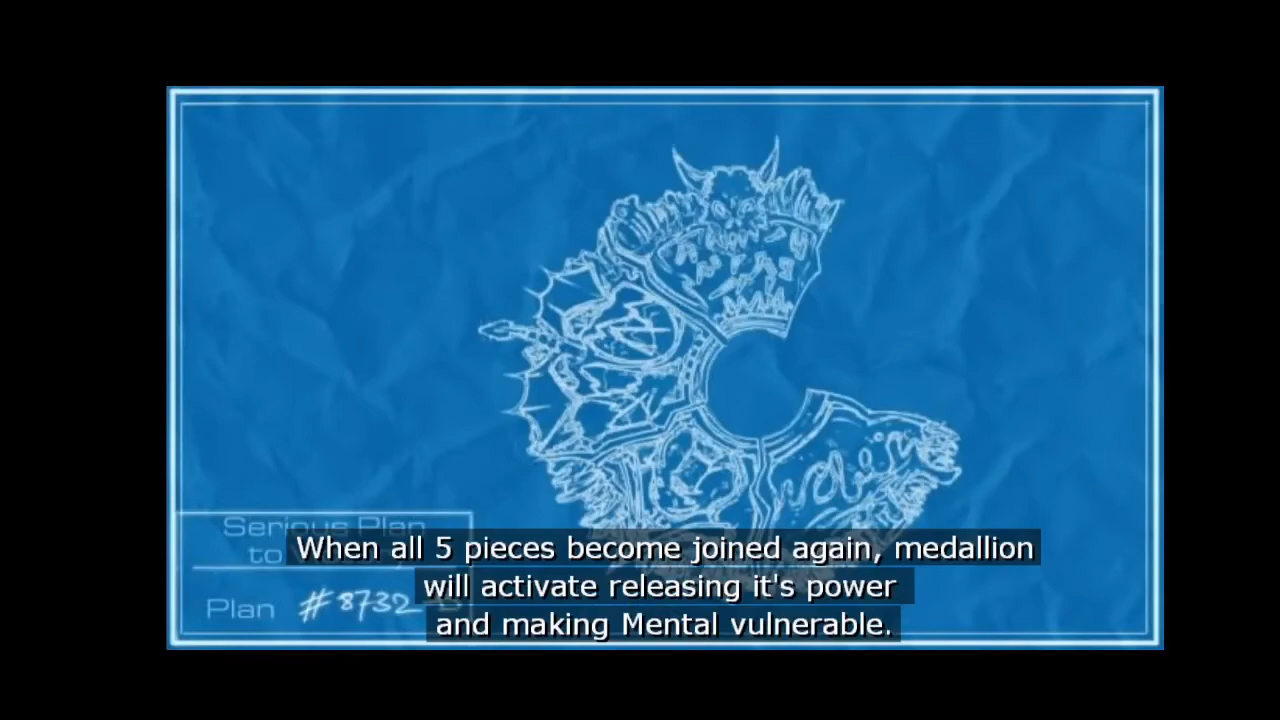 Serious Plan
to
Plan #8732
When all 5 pieces become joined again, medallion
will activate releasing it's power
and making Mental vulnerable.